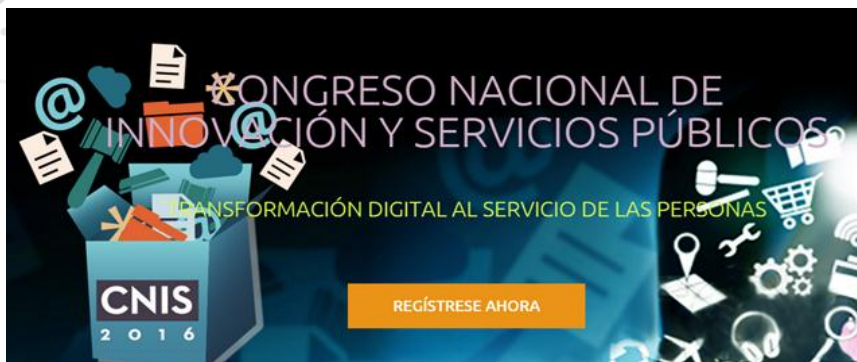 CONGRESO NACIONAL DE
INNOVACIÓN Y SERVICIOS PÚBLICOS
TRANSFORMACIÓN DIGITAL AL SERVICIO DE LAS PERSONAS
REGÍSTRESE AHORA
CNIS
2016